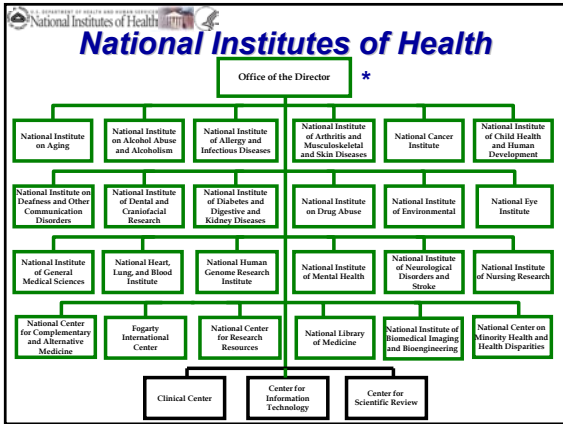 U.S. DEPARTMENT OF HEALTH AND HUMAN SERVICES
National Institutes of Health
National Institutes of Health
Office of the Director
*
National Institute
on Aging
National Institute
on Alcohol Abuse
and Alcoholism
National Institute
of Allergy and
Infectious Diseases
National Institute
of Arthritis and
Musculoskeletal
and Skin Diseases
National Cancer
Institute
National Institute
of Child Health
and Human
Development
National Institute on
Deafness and Other
Communication
Disorders
National Institute
of Dental and
Craniofacial
Research
National Institute
of Diabetes and
Digestive and
Kidney Diseases
National Institute
on Drug Abuse
National Institute
of Environmental
National Eye
Institute
National Institute
of General
Medical Sciences
National Heart,
Lung, and Blood
Institute
National Human
Genome Research
Institute
National Institute
of Mental Health
National Institute
of Neurological
Disorders and
Stroke
National Institute
of Nursing Research
National Center
for Complementary
and Alternative
Medicine
Fogarty
International
Center
National Center
for Research
Resources
National Library
of Medicine
National Institute of
Biomedical Imaging
and Bioengineering
National Center on
Minority Health and
Health Disparities
Clinical Center
Center for
Information
Technology
Center for
Scientific Review